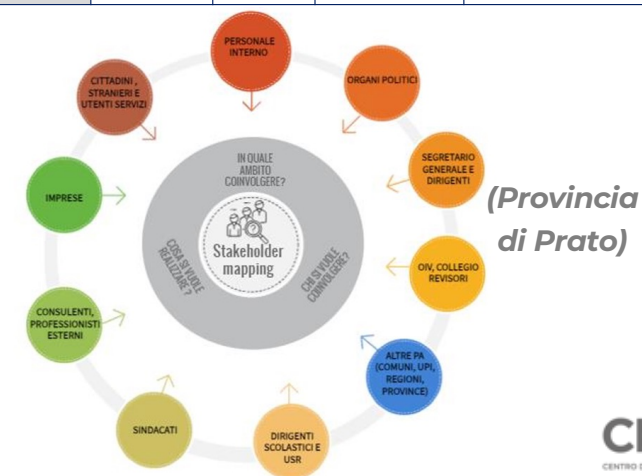 PERSONALE
INTERNO
ORGANI POLITICI
SEGRETARIO
GENERALE E
DIRIGENTI
OIV, COLLEGIO
REVISORI
ALTRE PA
(COMUNI, UPI,
REGIONI,
PROVINCE)
DIRIGENTI
SCOLASTICI E
USR
SINDACATI
CONSULENTI,
PROFESSIONISTI
ESTERNI
IMPRESE
CITTADINI ,
STRANIERI E
UTENTI SERVIZI
IN QUALE
AMBITO
COINVOLGERE?
CHI SI VUOLE
COINVOLGERE?
COSA SI VUOLE
REALIZZARE ?
Stakeholder
mapping
(Provincia
di Prato)